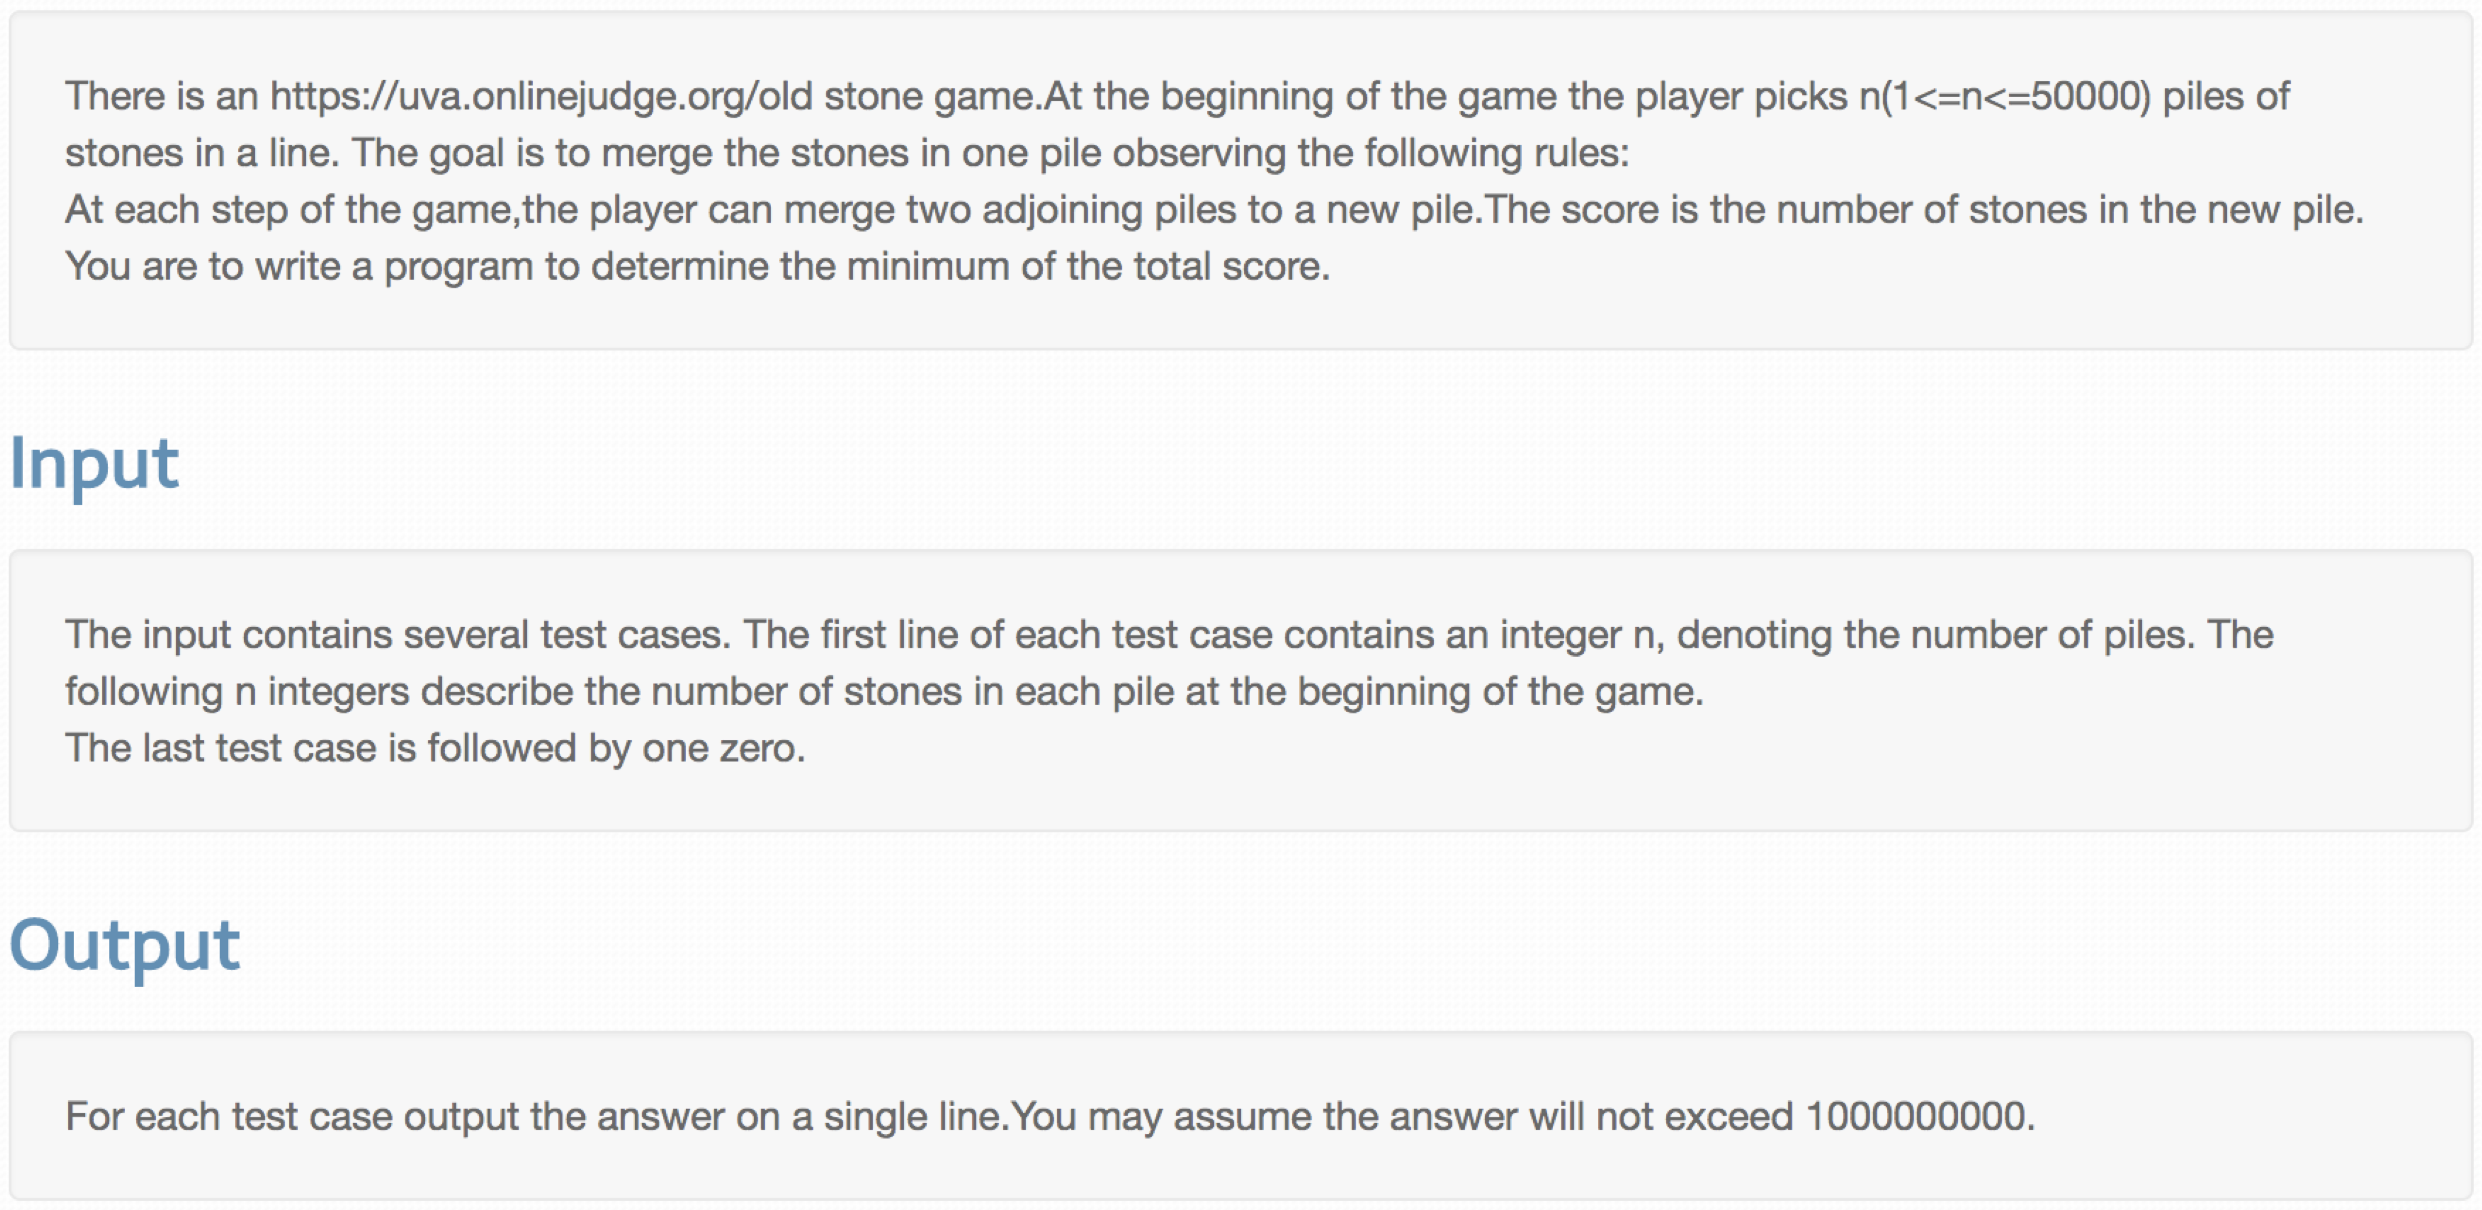 There is an https://uva.onlinejudge.org/old stone game.At the beginning of the game the player picks n(1<=n<=50000) piles of
stones in a line. The goal is to merge the stones in one pile observing the following rules:
At each step of the game,the player can merge two adjoining piles to a new pile.The score is the number of stones in the new pile.
You are to write a program to determine the minimum of the total score.
Input
The input contains several test cases. The first line of each test case contains an integer n, denoting the number of piles. The
following n integers describe the number of stones in each pile at the beginning of the game.
The last test case is followed by one zero.
Output
For each test case output the answer on a single line.You may assume the answer will not exceed 1000000000.